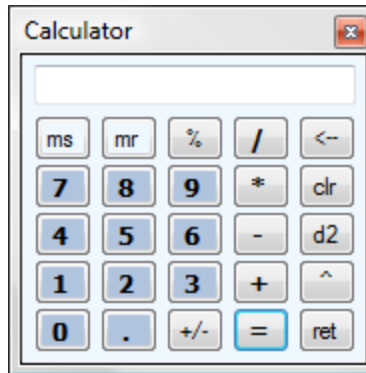 Calculator
x
ms mr % / <--
7 8 9 * clr
4 5 6 - d2
1 2 3 + ^
0 . +/- = ret